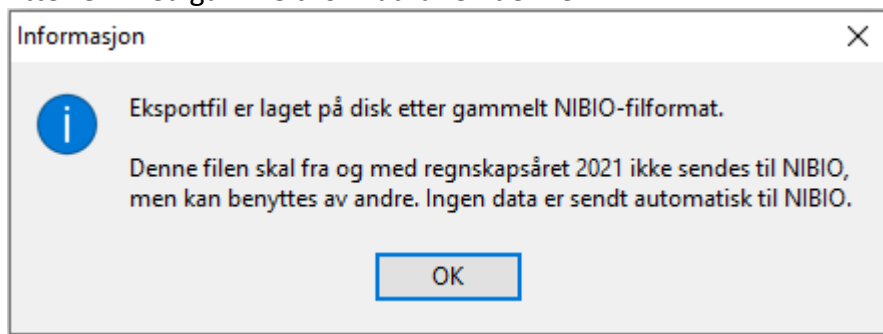 Informasjon
Eksportfil er laget på disk etter gammelt NIBIO-filformat.
Denne filen skal fra og med regnskapsåret 2021 ikke sendes til NIBIO,
men kan benyttes av andre. Ingen data er sendt automatisk til NIBIO.
OK